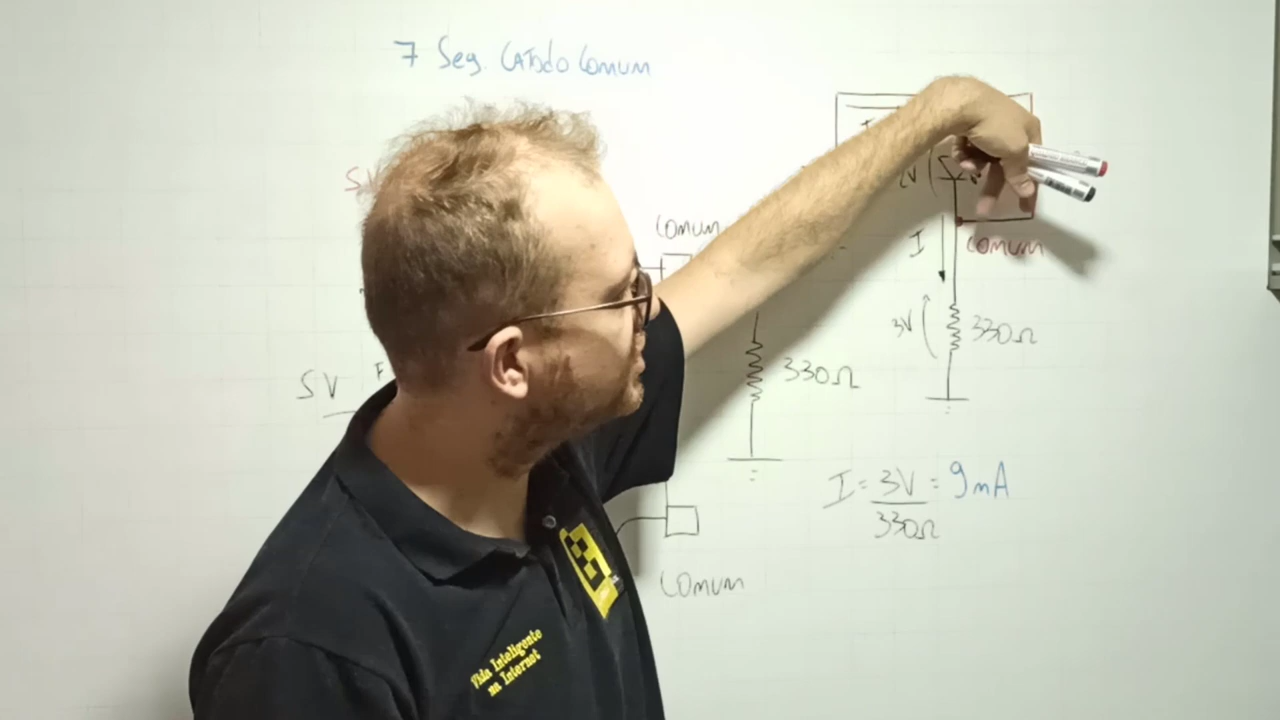 7 Seg. CATodo Comum
5V
Comum
2V
I
Comum
3V
330Ω
330Ω
5V F
I = 3V = 9mA
330Ω
Comum
Vida Inteligente
na Internet